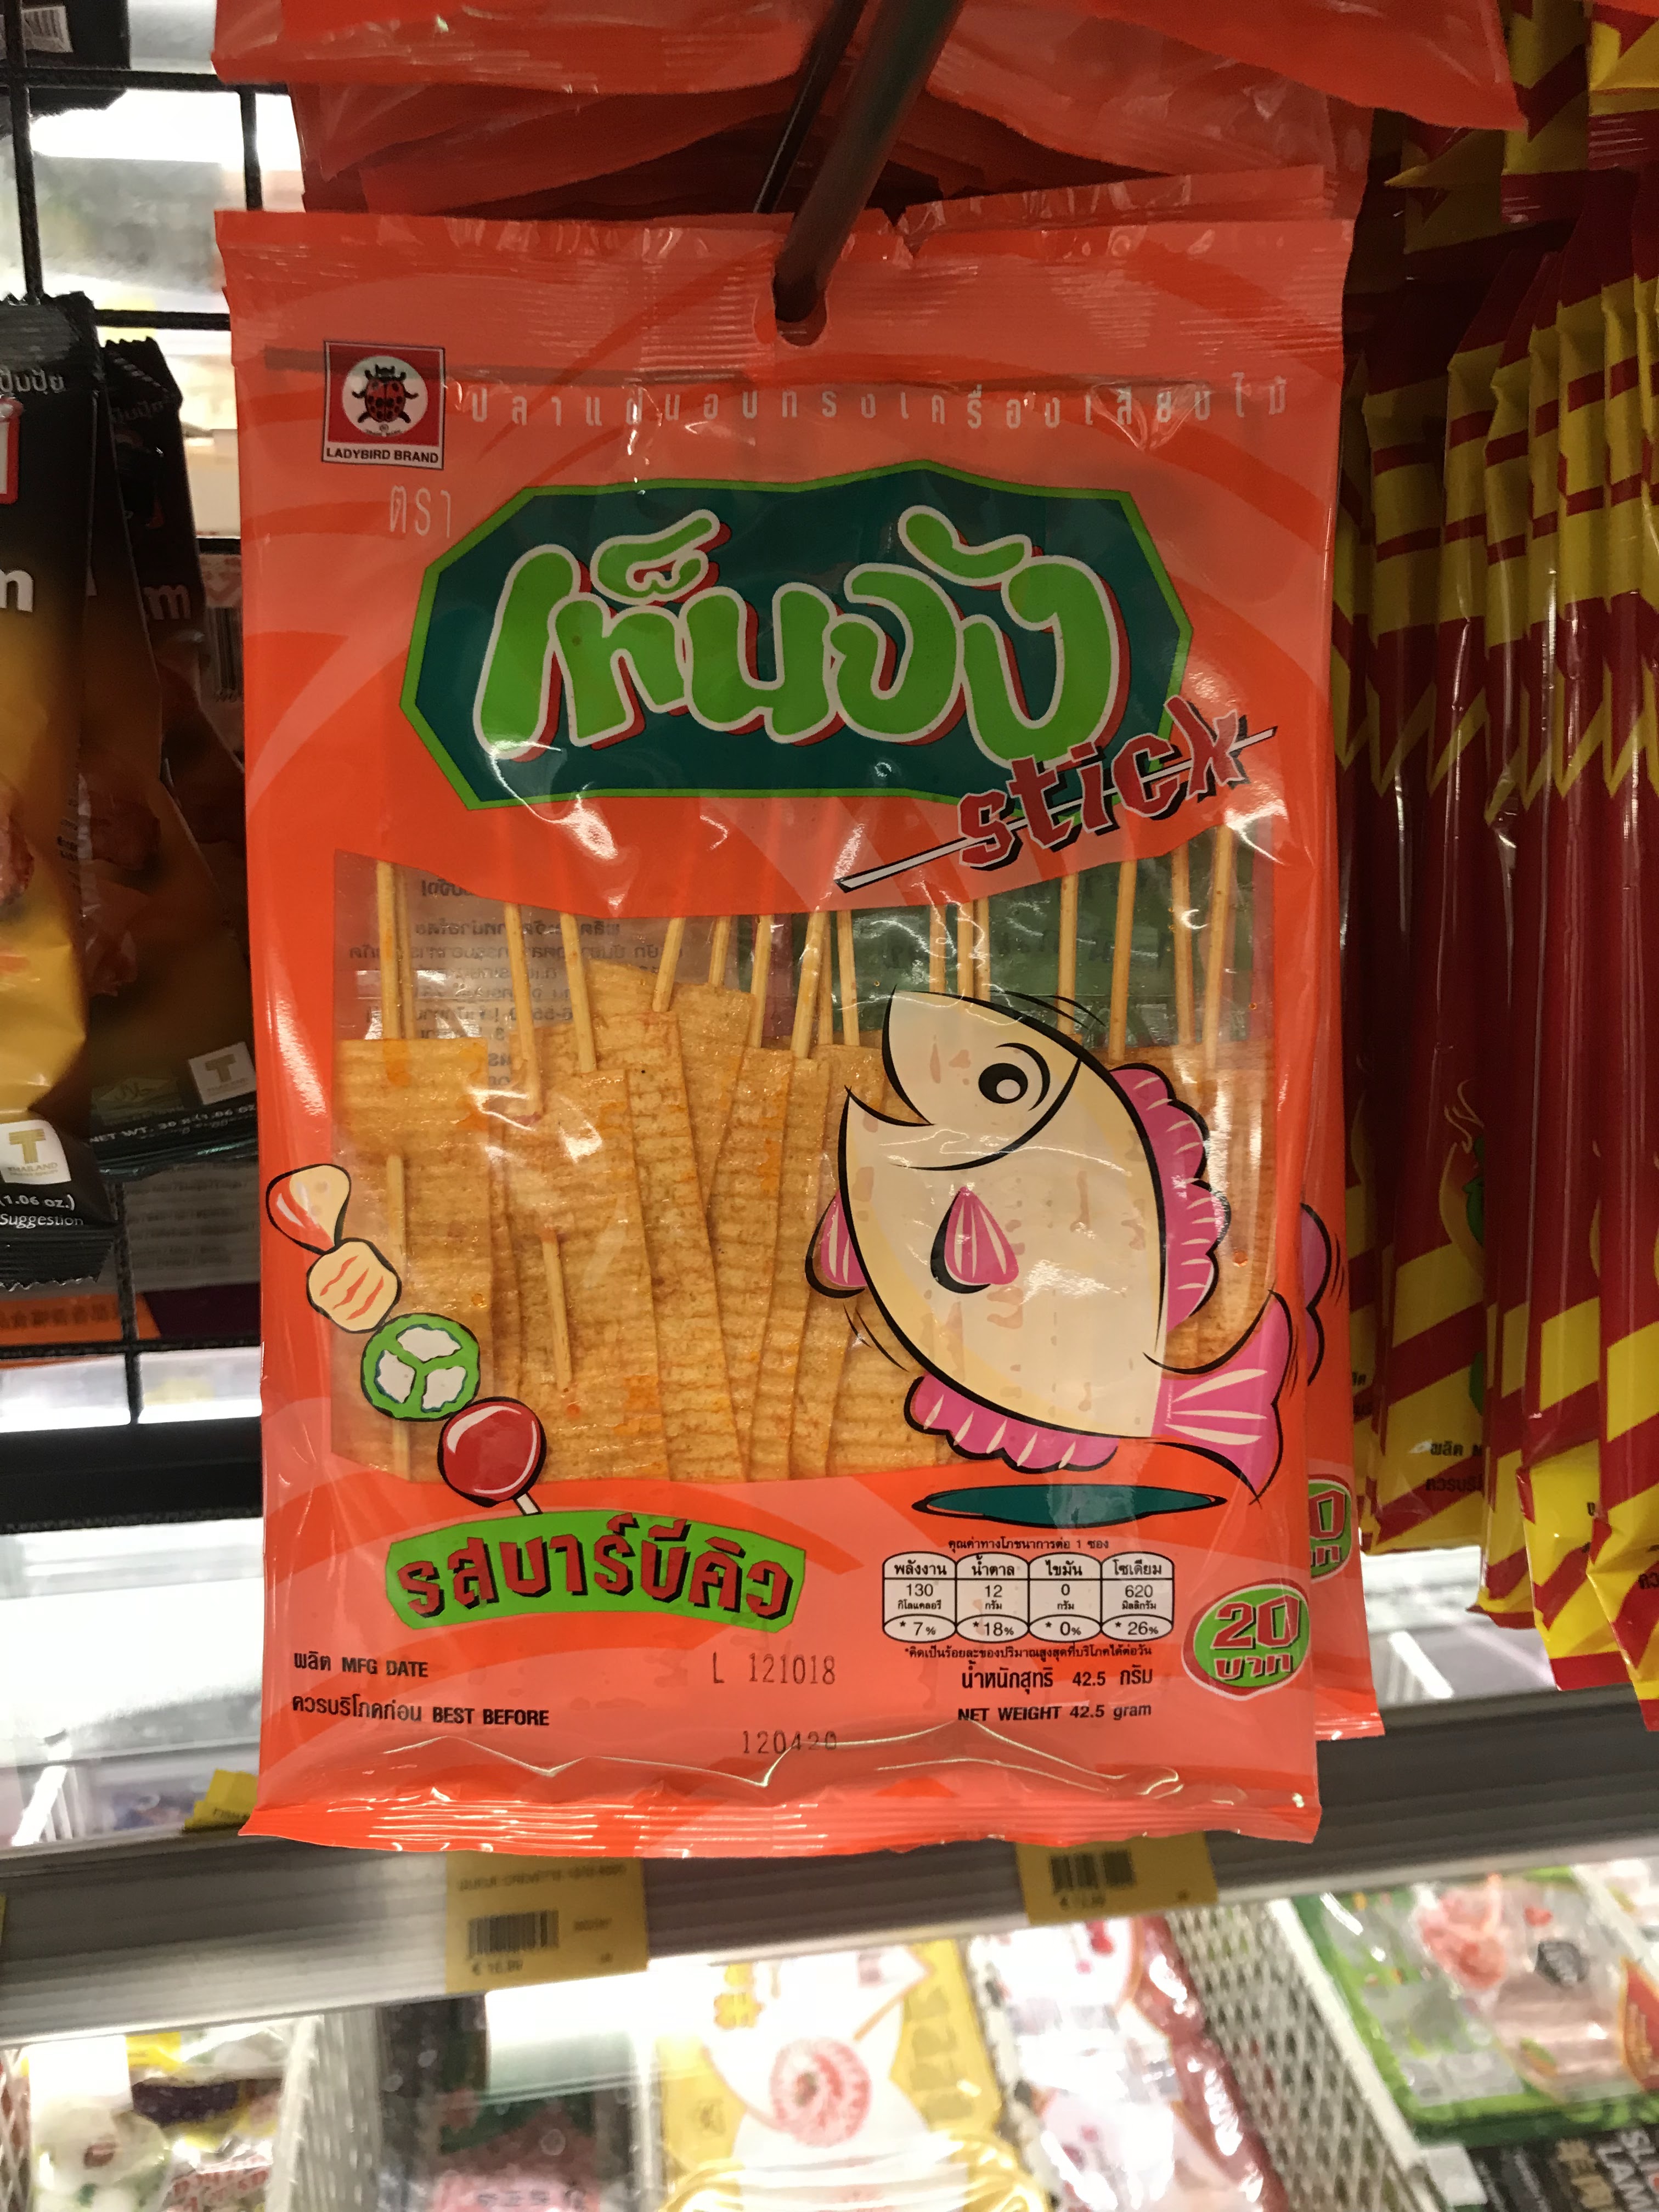 LADYBIRD BRAND
ปลาแผ่นอบทรงเครื่องเสียบไม้
ตรา
เท็นจัง
stick
รสบาร์บีคิว
คุณค่าทางโภชนาการต่อ 1 ซอง
พลังงาน น้ำตาล ไขมัน โซเดียม
130 12 0 620
กิโลแคลอรี กรัม กรัม มิลลิกรัม
*7% *18% *0% *26%
*คิดเป็นร้อยละของปริมาณสูงสุดที่บริโภคได้ต่อวัน
20
บาท
ผลิต MFG DATE L 121018
น้ำหนักสุทธิ 42.5 กรัม
ควรบริโภคก่อน BEST BEFORE 120420
NET WEIGHT 42.5 gram
THAILAND
(1.06 oz.)
Suggestion